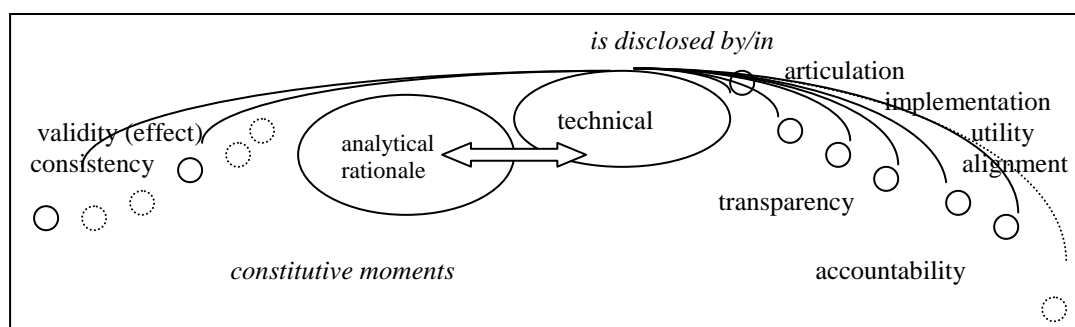 is disclosed by/in
articulation
implementation
validity (effect)
utility
technical
analytical
rationale
consistency
alignment
transparency
constitutive moments
accountability